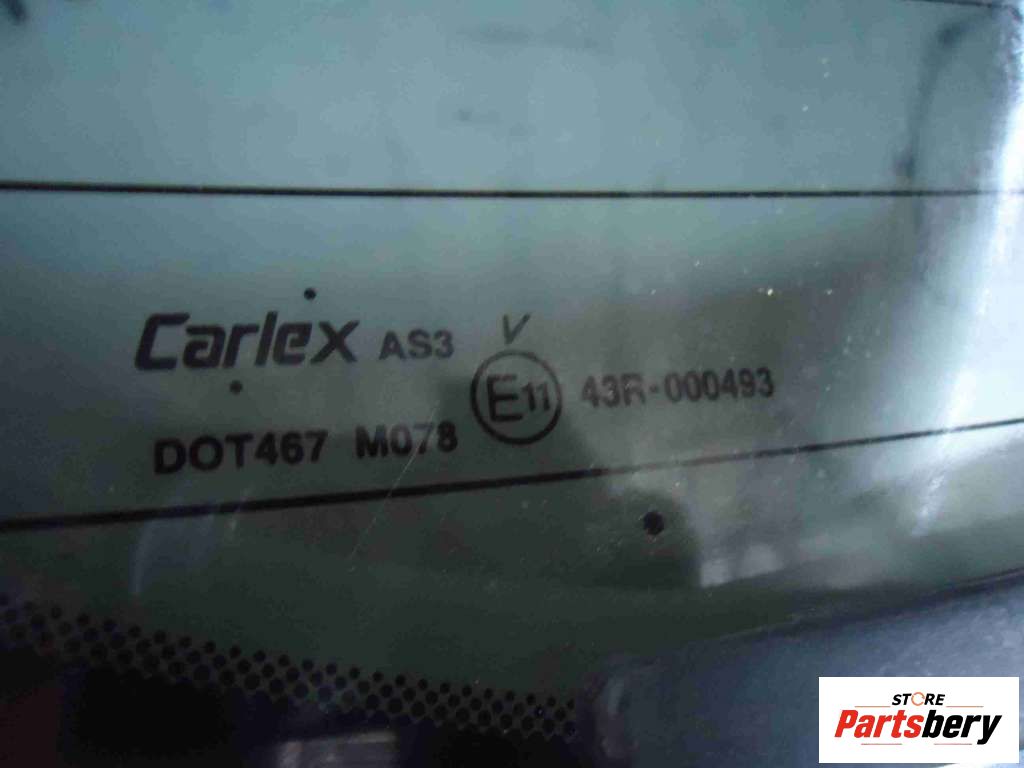 Carlex AS3 V
E11 43R-000493
DOT467 M078
STORE
Partsbery